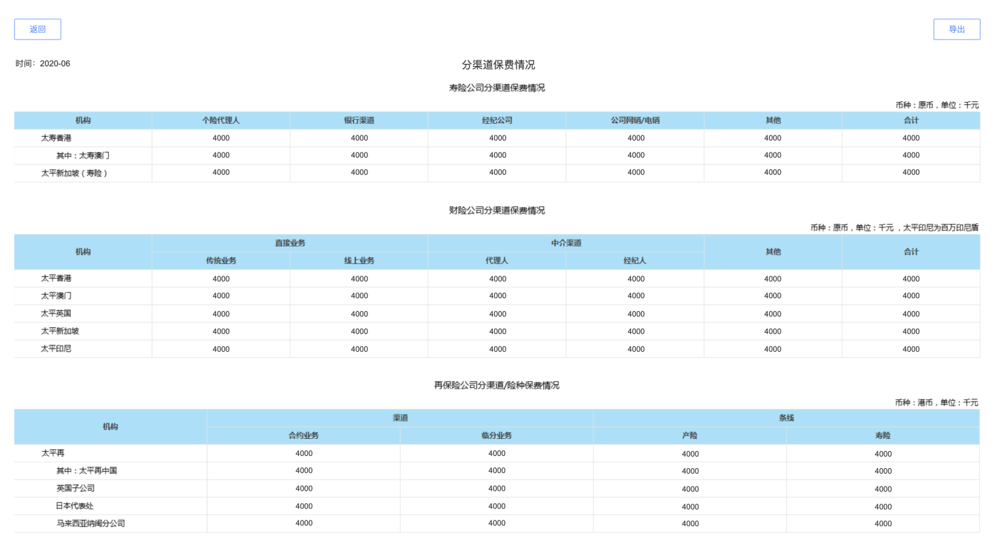 返回 导出
时间：2020-06 分渠道保费情况
寿险公司分渠道保费情况
币种：原币，单位：千元
机构 个险代理人 银行渠道 经纪公司 公司网销/电销 其他 合计
太寿香港 4000 4000 4000 4000 4000 4000
其中：太寿澳门 4000 4000 4000 4000 4000 4000
太平新加坡（寿险） 4000 4000 4000 4000 4000 4000
财险公司分渠道保费情况
币种：原币，单位：千元 ，太平印尼为百万印尼盾
机构 直接业务 中介渠道 其他 合计
传统业务 线上业务 代理人 经纪人
太平香港 4000 4000 4000 4000 4000 4000
太平澳门 4000 4000 4000 4000 4000 4000
太平英国 4000 4000 4000 4000 4000 4000
太平新加坡 4000 4000 4000 4000 4000 4000
太平印尼 4000 4000 4000 4000 4000 4000
再保险公司分渠道/险种保费情况
币种：港币，单位：千元
机构 渠道 条线
合约业务 临分业务 产险 寿险
太平再 4000 4000 4000 4000
其中：太平再中国 4000 4000 4000 4000
英国子公司 4000 4000 4000 4000
日本代表处 4000 4000 4000 4000
马来西亚纳闽分公司 4000 4000 4000 4000